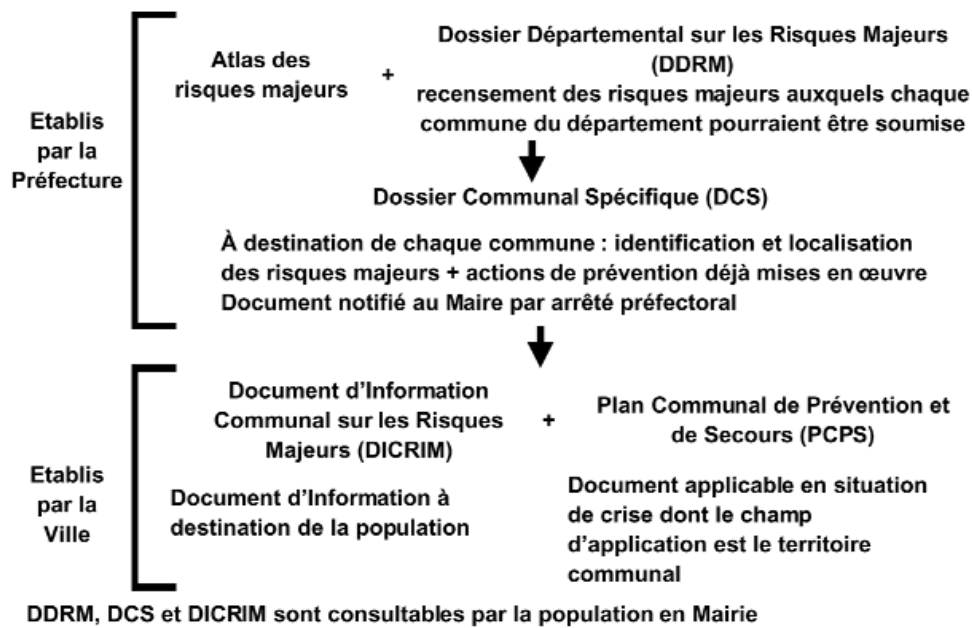 Atlas des
risques majeurs
+
Dossier Départemental sur les Risques Majeurs
(DDRM)
recensement des risques majeurs auxquels chaque
commune du département pourraient être soumise
Etablis
par la
Préfecture
Dossier Communal Spécifique (DCS)
À destination de chaque commune : identification et localisation
des risques majeurs + actions de prévention déjà mises en œuvre
Document notifié au Maire par arrêté préfectoral
Document d'Information
Communal sur les Risques
Majeurs (DICRIM)
+
Plan Communal de Prévention et
de Secours (PCPS)
Etablis
par la
Ville
Document d'Information à
destination de la population
Document applicable en situation
de crise dont le champ
d'application est le territoire
communal
DDRM, DCS et DICRIM sont consultables par la population en Mairie